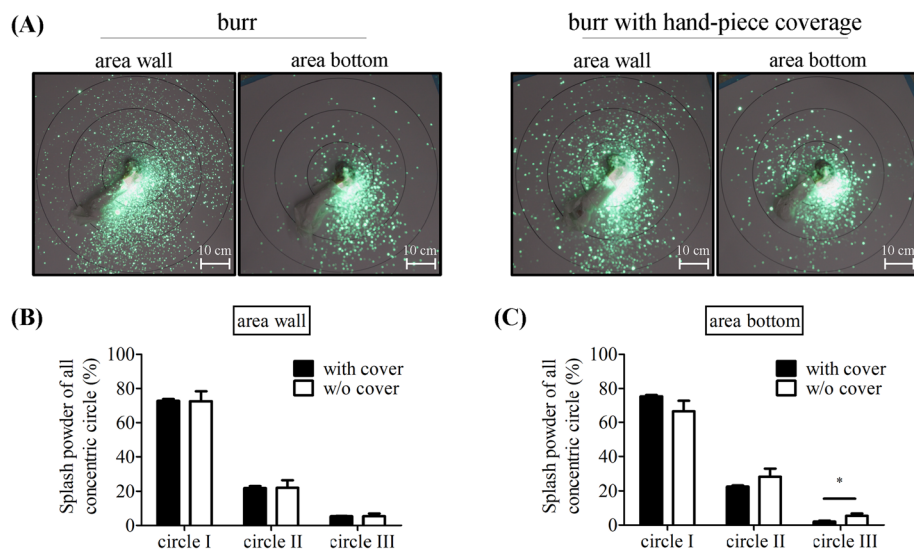 (A)
burr
burr with hand-piece coverage
area wall
area bottom
area wall
area bottom
10 cm
10 cm
10 cm
10 cm
(B)
area wall
Splash powder of all
concentric circle (%)
100
80
60
40
20
0
with cover
w/o cover
circle I
circle II
circle III
(C)
area bottom
Splash powder of all
concentric circle (%)
100
80
60
40
20
0
with cover
w/o cover
*
circle I
circle II
circle III